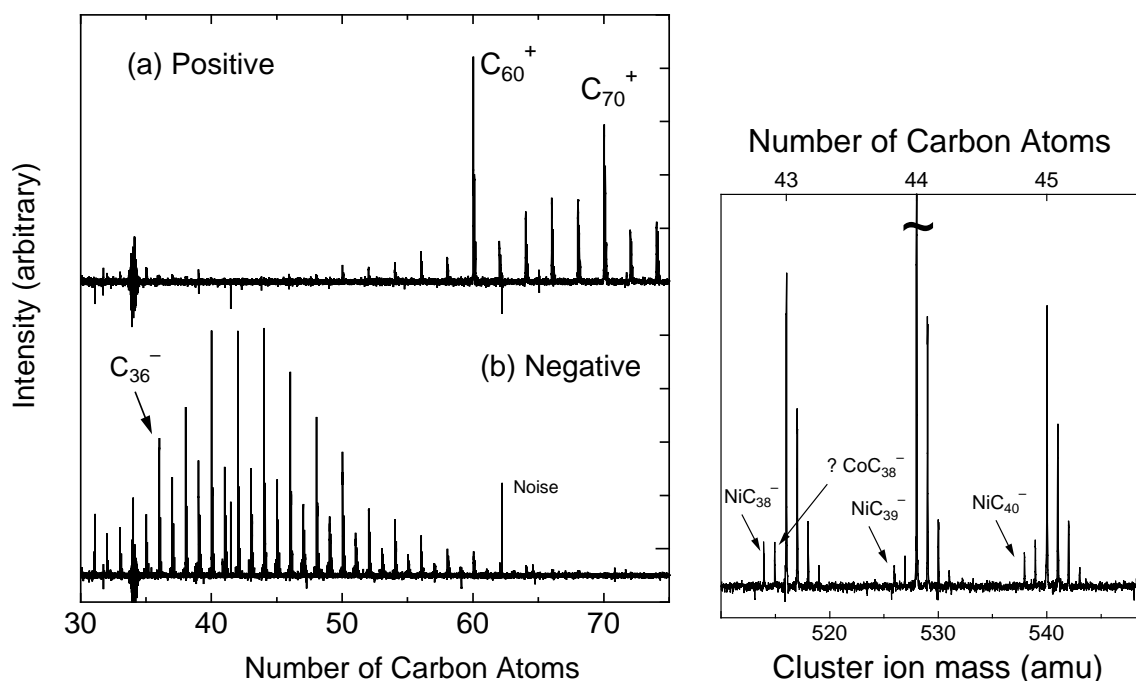 (a) Positive
C₆₀⁺
C₇₀⁺
Intensity (arbitrary)
(b) Negative
C₃₆⁻
Noise
30 40 50 60 70
Number of Carbon Atoms
Number of Carbon Atoms
43 44 45
~
? CoC₃₈⁻
NiC₃₈⁻
NiC₃₉⁻
NiC₄₀⁻
520 530 540
Cluster ion mass (amu)